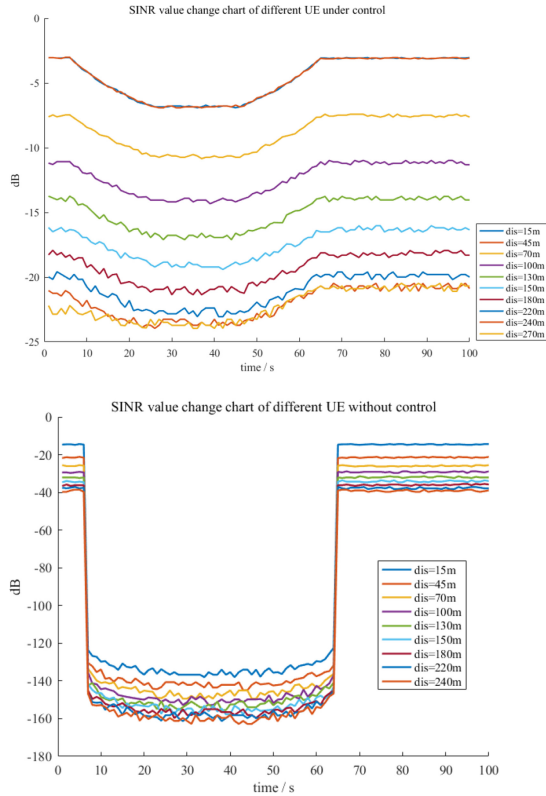 SINR value change chart of different UE under control
0
-5
-10
-15
-20
-25
dB
0 10 20 30 40 50 60 70 80 90 100
time / s
dis=15m
dis=45m
dis=70m
dis=100m
dis=130m
dis=150m
dis=180m
dis=220m
dis=240m
dis=270m
SINR value change chart of different UE without control
0
-20
-40
-60
-80
-100
-120
-140
-160
-180
dB
0 10 20 30 40 50 60 70 80 90 100
time / s
dis=15m
dis=45m
dis=70m
dis=100m
dis=130m
dis=150m
dis=180m
dis=220m
dis=240m